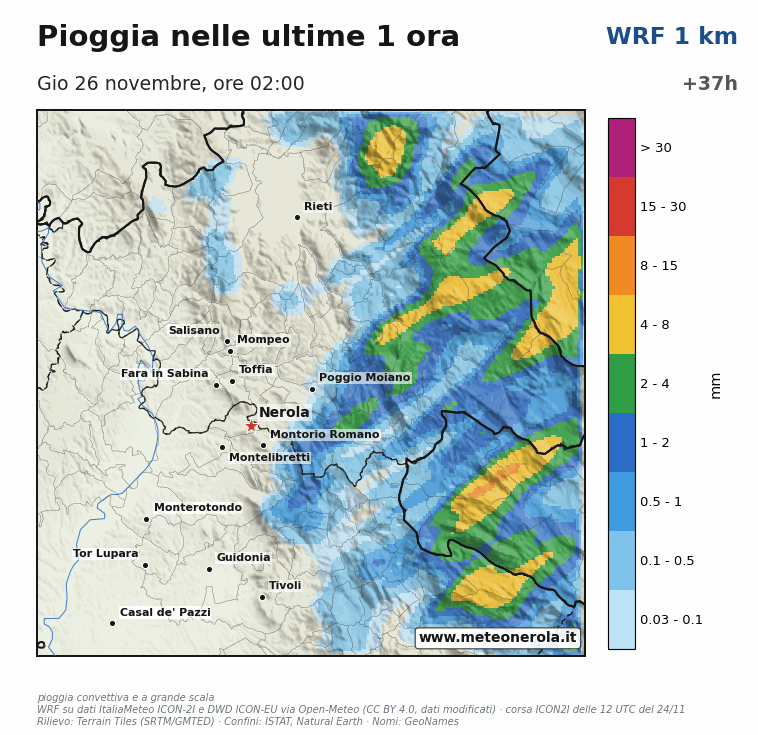 Pioggia nelle ultime 1 ora
WRF 1 km
Gio 26 novembre, ore 02:00
+37h
Rieti
Salisano
Mompeo
Fara in Sabina
Toffia
Poggio Moiano
Nerola
Montorio Romano
Montelibretti
Monterotondo
Tor Lupara
Guidonia
Tivoli
Casal de' Pazzi
www.meteonerola.it
> 30
15 - 30
8 - 15
4 - 8
2 - 4
1 - 2
0.5 - 1
0.1 - 0.5
0.03 - 0.1
mm
pioggia convettiva e a grande scala
WRF su dati ItaliaMeteo ICON-2I e DWD ICON-EU via Open-Meteo (CC BY 4.0, dati modificati) · corsa ICON2I delle 12 UTC del 24/11
Rilievo: Terrain Tiles (SRTM/GMTED) · Confini: ISTAT, Natural Earth · Nomi: GeoNames